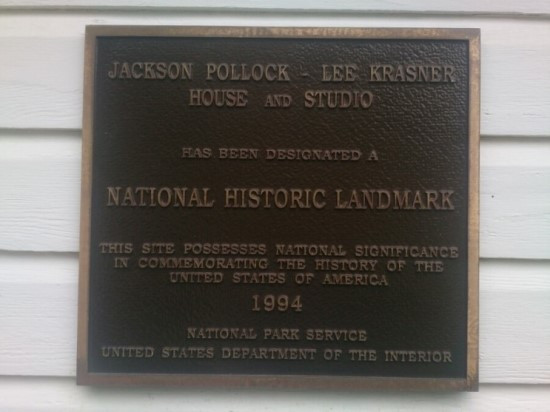 JACKSON POLLOCK - LEE KRASNER
HOUSE AND STUDIO
HAS BEEN DESIGNATED A
NATIONAL HISTORIC LANDMARK
THIS SITE POSSESSES NATIONAL SIGNIFICANCE
IN COMMEMORATING THE HISTORY OF THE
UNITED STATES OF AMERICA
1994
NATIONAL PARK SERVICE
UNITED STATES DEPARTMENT OF THE INTERIOR